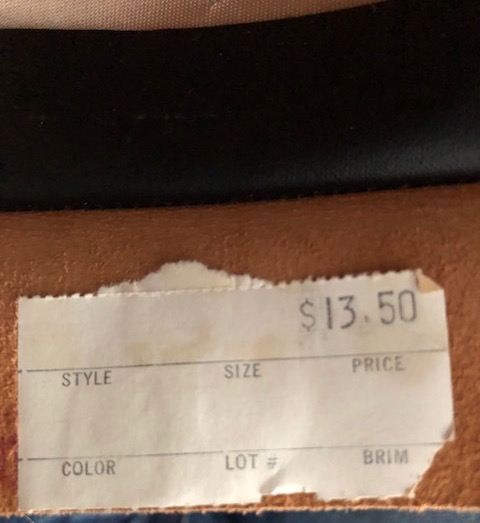 $13.50
STYLE SIZE PRICE
COLOR LOT # BRIM